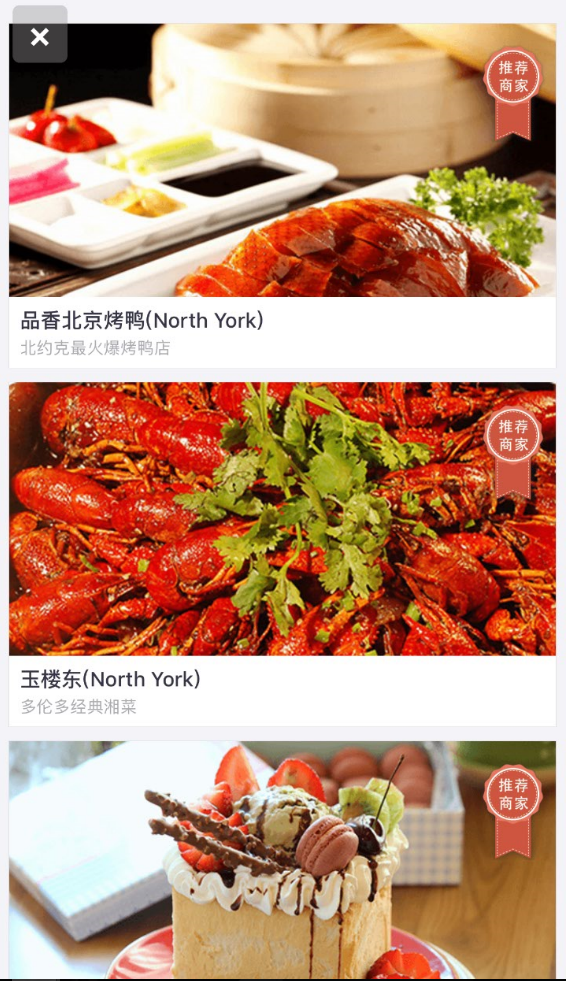 推荐
商家
品香北京烤鸭(North York)
北约克最火爆烤鸭店
推荐
商家
玉楼东(North York)
多伦多经典湘菜
推荐
商家